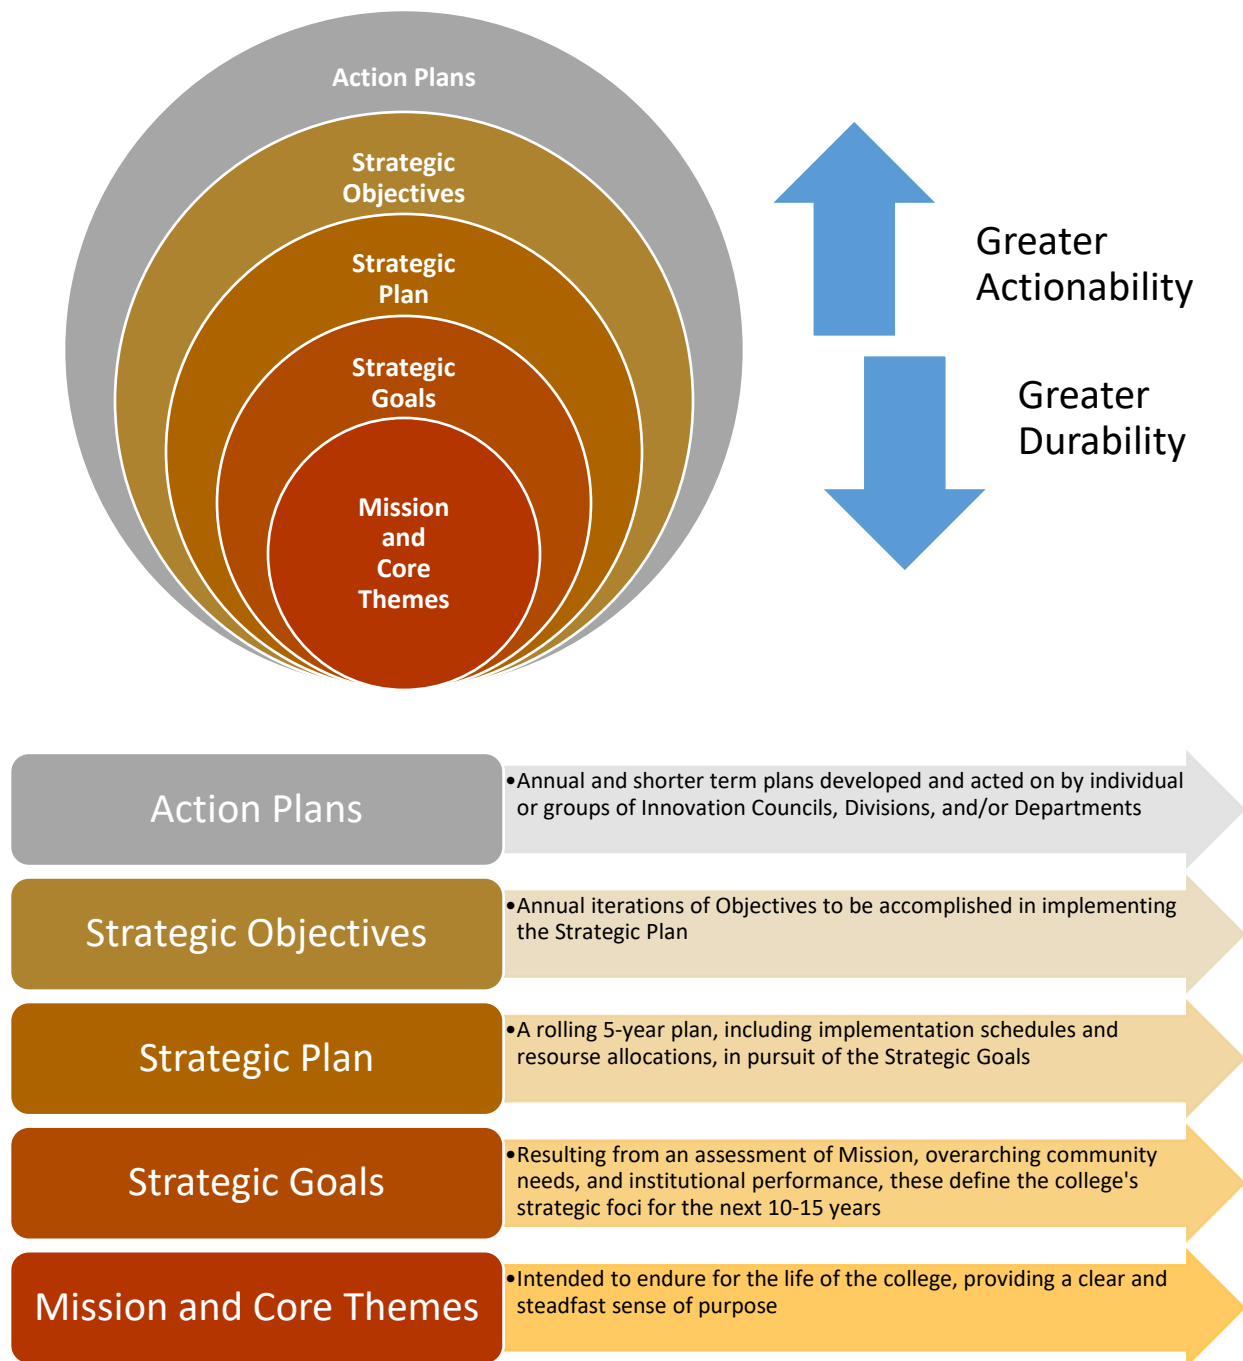 Action Plans
Strategic
Objectives
Strategic
Plan
Strategic
Goals
Mission
and
Core
Themes
Greater
Actionability
Greater
Durability
Action Plans
•Annual and shorter term plans developed and acted on by individual
or groups of Innovation Councils, Divisions, and/or Departments
Strategic Objectives
•Annual iterations of Objectives to be accomplished in implementing
the Strategic Plan
Strategic Plan
•A rolling 5-year plan, including implementation schedules and
resourse allocations, in pursuit of the Strategic Goals
Strategic Goals
•Resulting from an assessment of Mission, overarching community
needs, and institutional performance, these define the college's
strategic foci for the next 10-15 years
Mission and Core Themes
•Intended to endure for the life of the college, providing a clear and
steadfast sense of purpose